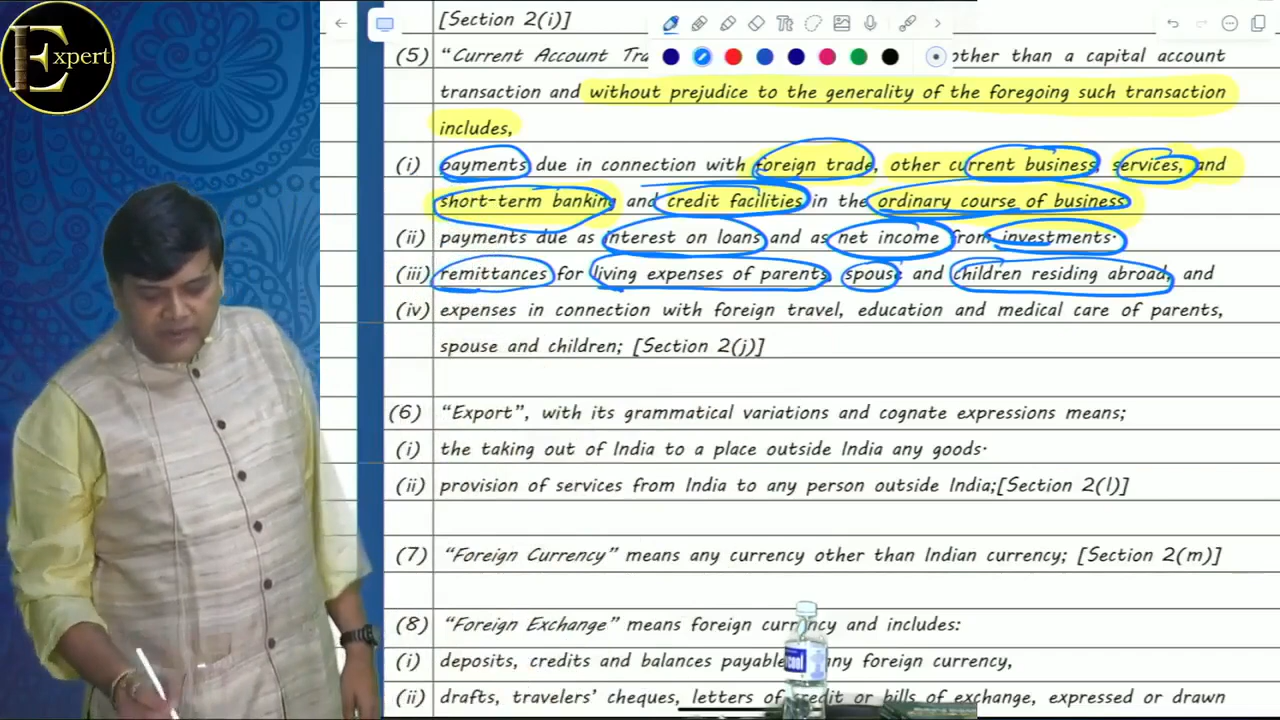 Expert
[Section 2(i)]
(5) "Current Account Tra other than a capital account
transaction and without prejudice to the generality of the foregoing such transaction
includes,
(i) payments due in connection with foreign trade, other current business, services, and
short-term banking and credit facilities in the ordinary course of business.
(ii) payments due as interest on loans and as net income from investments.
(iii) remittances for living expenses of parents, spouse and children residing abroad, and
(iv) expenses in connection with foreign travel, education and medical care of parents,
spouse and children; [Section 2(j)]
(6) "Export", with its grammatical variations and cognate expressions means;
(i) the taking out of India to a place outside India any goods.
(ii) provision of services from India to any person outside India;[Section 2(l)]
(7) "Foreign Currency" means any currency other than Indian currency; [Section 2(m)]
(8) "Foreign Exchange" means foreign currency and includes:
(i) deposits, credits and balances payable any foreign currency,
(ii) drafts, travelers' cheques, letters of credit or bills of exchange, expressed or drawn